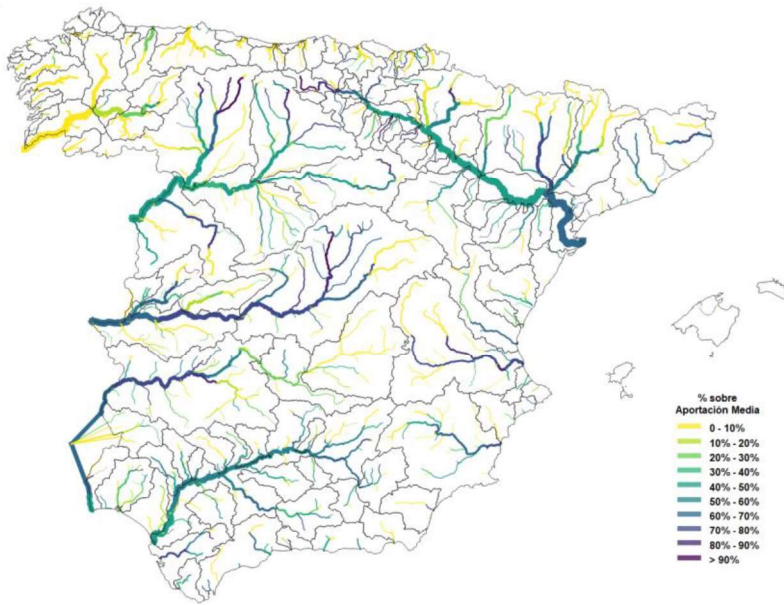 % sobre
Aportación Media
0 - 10%
10% - 20%
20% - 30%
30% - 40%
40% - 50%
50% - 60%
60% - 70%
70% - 80%
80% - 90%
> 90%